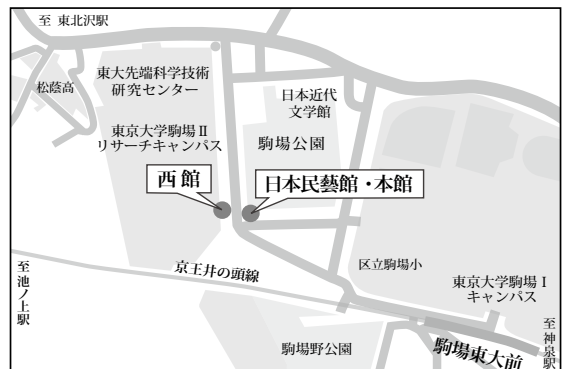 至 東北沢駅
松蔭高
東大先端科学技術
研究センター
日本近代
文学館
東京大学駒場Ⅱ
リサーチキャンパス
駒場公園
西館
日本民藝館・本館
京王井の頭線
区立駒場小
至池ノ上駅
東京大学駒場Ⅰ
キャンパス
至神泉駅
駒場野公園
駒場東大前